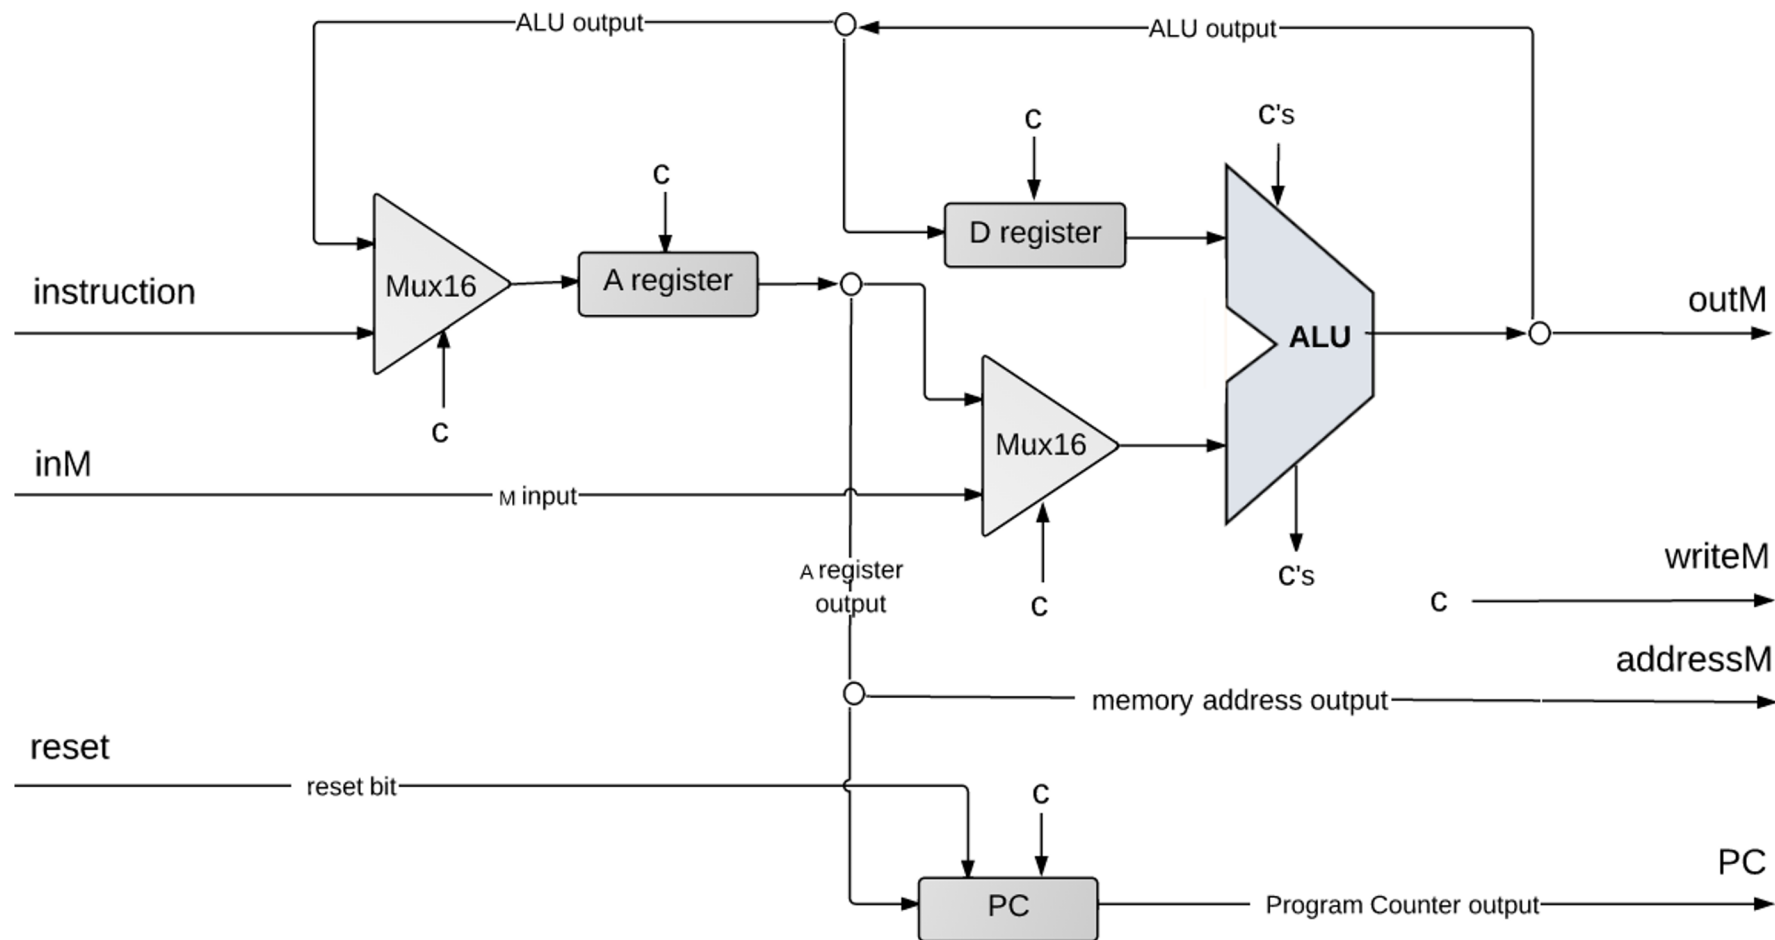 ALU output
ALU output
c
c's
c
D register
instruction
Mux16
A register
outM
ALU
c
inM
Mux16
M input
A register
output
c
c's
writeM
c
addressM
memory address output
reset
reset bit
c
PC
PC
Program Counter output